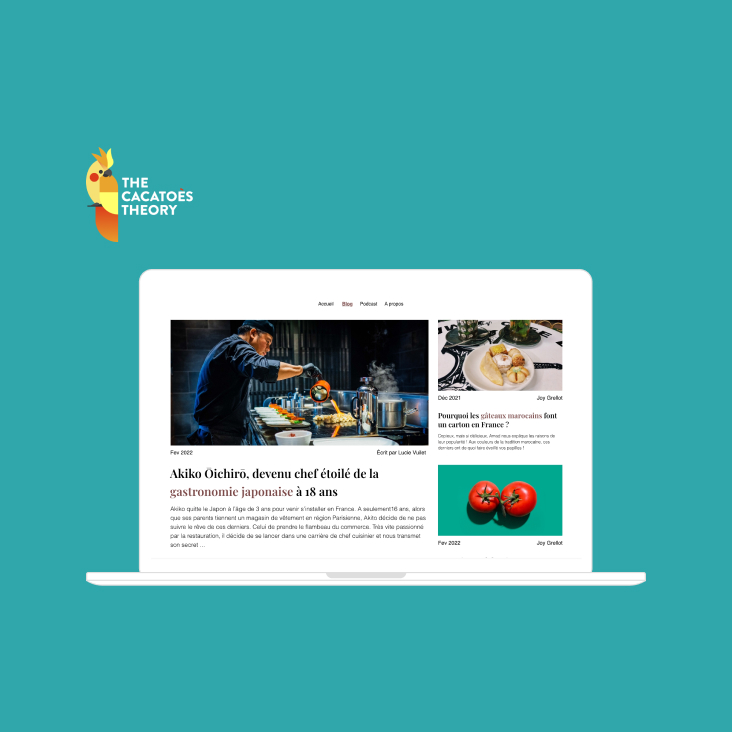 THE
CACATOËS
THEORY
Accueil Blog Podcast A propos
Fev 2022 Écrit par Lucie Vullet
Akiko Ōichirō, devenu chef étoilé de la
gastronomie japonaise à 18 ans
Akiko quitte le Japon à l'âge de 3 ans pour venir s'installer en France. A seulement16 ans, alors
que ses parents tiennent un magasin de vêtement en région Parisienne, Akito décide de ne pas
suivre le rêve de ces derniers. Celui de prendre le flambeau du commerce. Très vite passionné
par la restauration, il décide de se lancer dans une carrière de chef cuisinier et nous transmet
son secret ...
Déc 2021 Joy Grellot
Pourquoi les gâteaux marocains font
un carton en France ?
Copieux, mais si délicieux. Amed nous explique les raisons de
leur popularité ! Aux couleurs de la tradition marocaine, ces
derniers ont de quoi faire éveille vos papilles !
Fev 2022 Joy Grellot